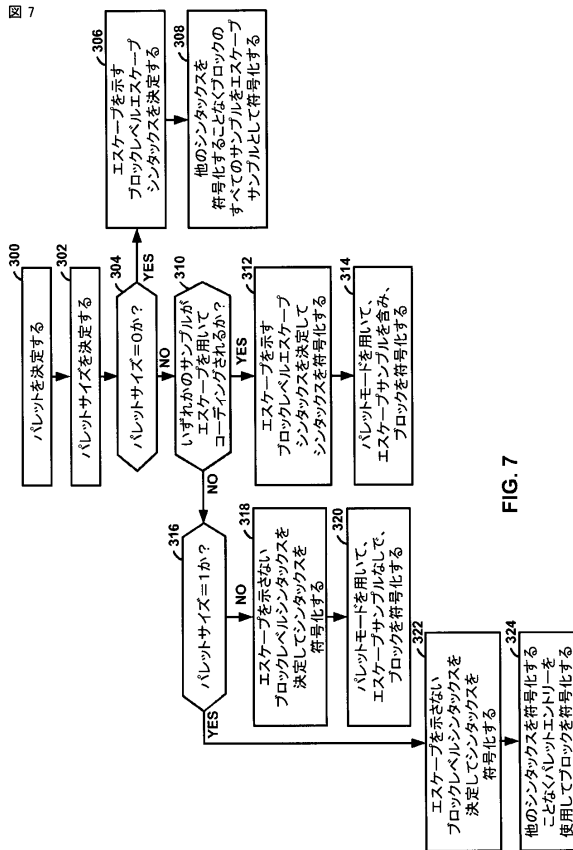 図 7
300
パレットを決定する
302
パレットサイズを決定する
304
パレットサイズ=0か?
YES
NO
306
エスケープを示す
ブロックレベルエスケープ
シンタックスを決定する
308
他のシンタックスを
符号化することなくブロックの
すべてのサンプルをエスケープ
サンプルとして符号化する
310
いずれかのサンプルが
エスケープを用いて
コーディングされるか?
YES
NO
312
エスケープを示す
ブロックレベルエスケープ
シンタックスを決定して
シンタックスを符号化する
314
パレットモードを用いて、
エスケープサンプルを含み、
ブロックを符号化する
316
パレットサイズ=1か?
NO
YES
318
エスケープを示さない
ブロックレベルシンタックスを
決定してシンタックスを
符号化する
320
パレットモードを用いて、
エスケープサンプルなしで、
ブロックを符号化する
322
エスケープを示さない
ブロックレベルシンタックスを
決定してシンタックスを
符号化する
324
他のシンタックスを符号化する
ことなくパレットエントリーを
使用してブロックを符号化する
FIG. 7